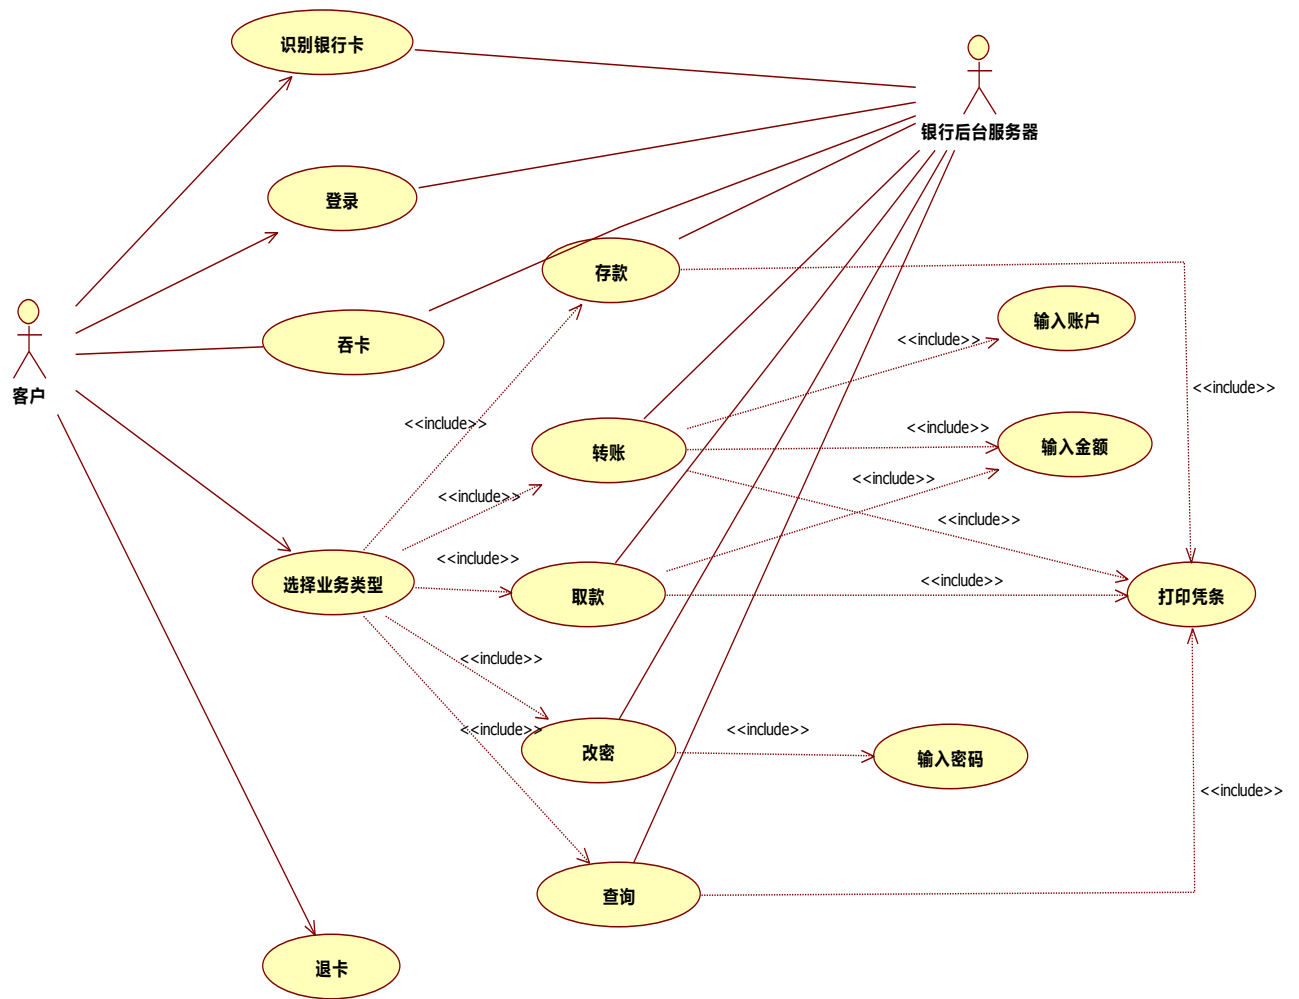 识别银行卡
银行后台服务器
登录
存款
输入账户
吞卡
<<include>>
<<include>>
客户
<<include>>
<<include>>
输入金额
转账
<<include>>
<<include>>
<<include>>
<<include>>
<<include>>
选择业务类型
取款
打印凭条
<<include>>
<<include>>
<<include>>
改密
输入密码
<<include>>
查询
退卡